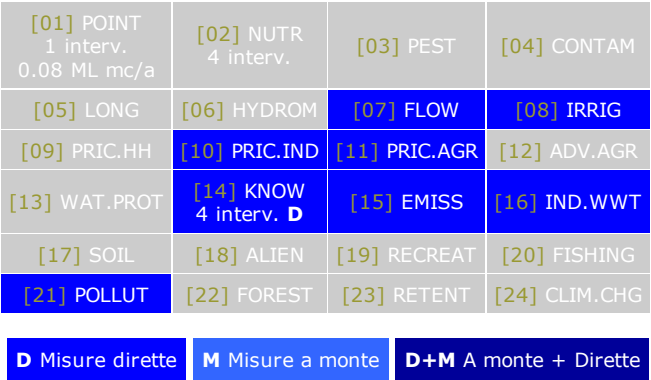 [01] POINT
1 interv.
0.08 ML mc/a
[02] NUTR
4 interv.
[03] PEST
[04] CONTAM
[05] LONG
[06] HYDROM
[07] FLOW
[08] IRRIG
[09] PRIC.HH
[10] PRIC.IND
[11] PRIC.AGR
[12] ADV.AGR
[13] WAT.PROT
[14] KNOW
4 interv. D
[15] EMISS
[16] IND.WWT
[17] SOIL
[18] ALIEN
[19] RECREAT
[20] FISHING
[21] POLLUT
[22] FOREST
[23] RETENT
[24] CLIM.CHG
D Misure dirette
M Misure a monte
D+M A monte + Dirette